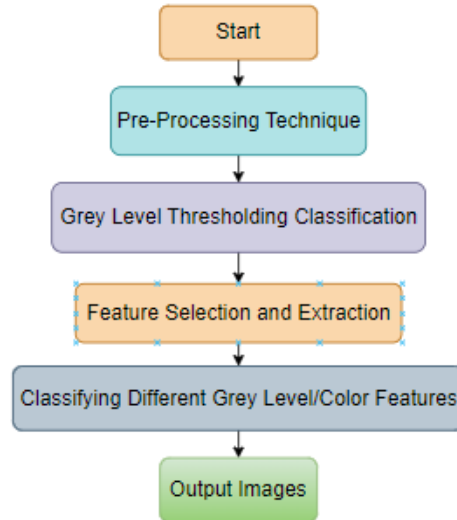 Start
Pre-Processing Technique
Grey Level Thresholding Classification
Feature Selection and Extraction
Classifying Different Grey Level/Color Features
Output Images